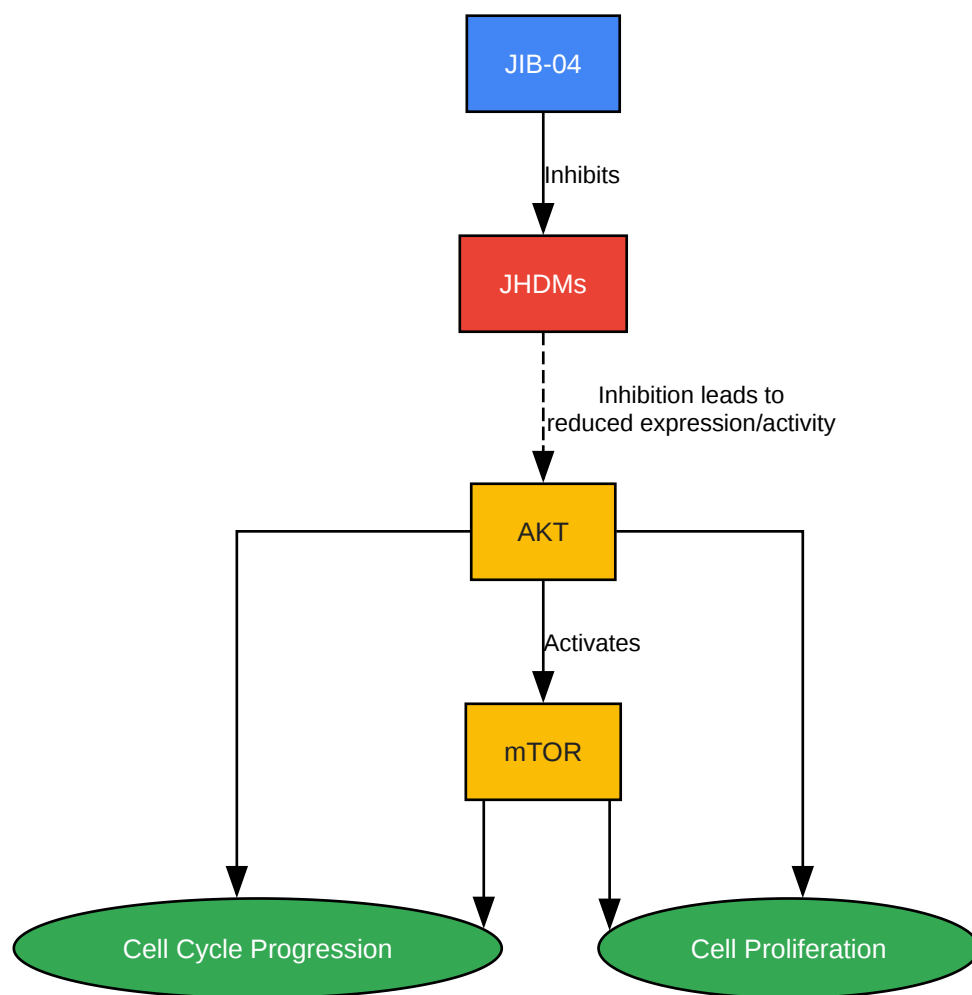 JIB-04
Inhibits
JHDMs
Inhibition leads to
reduced expression/activity
AKT
Activates
mTOR
Cell Cycle Progression
Cell Proliferation